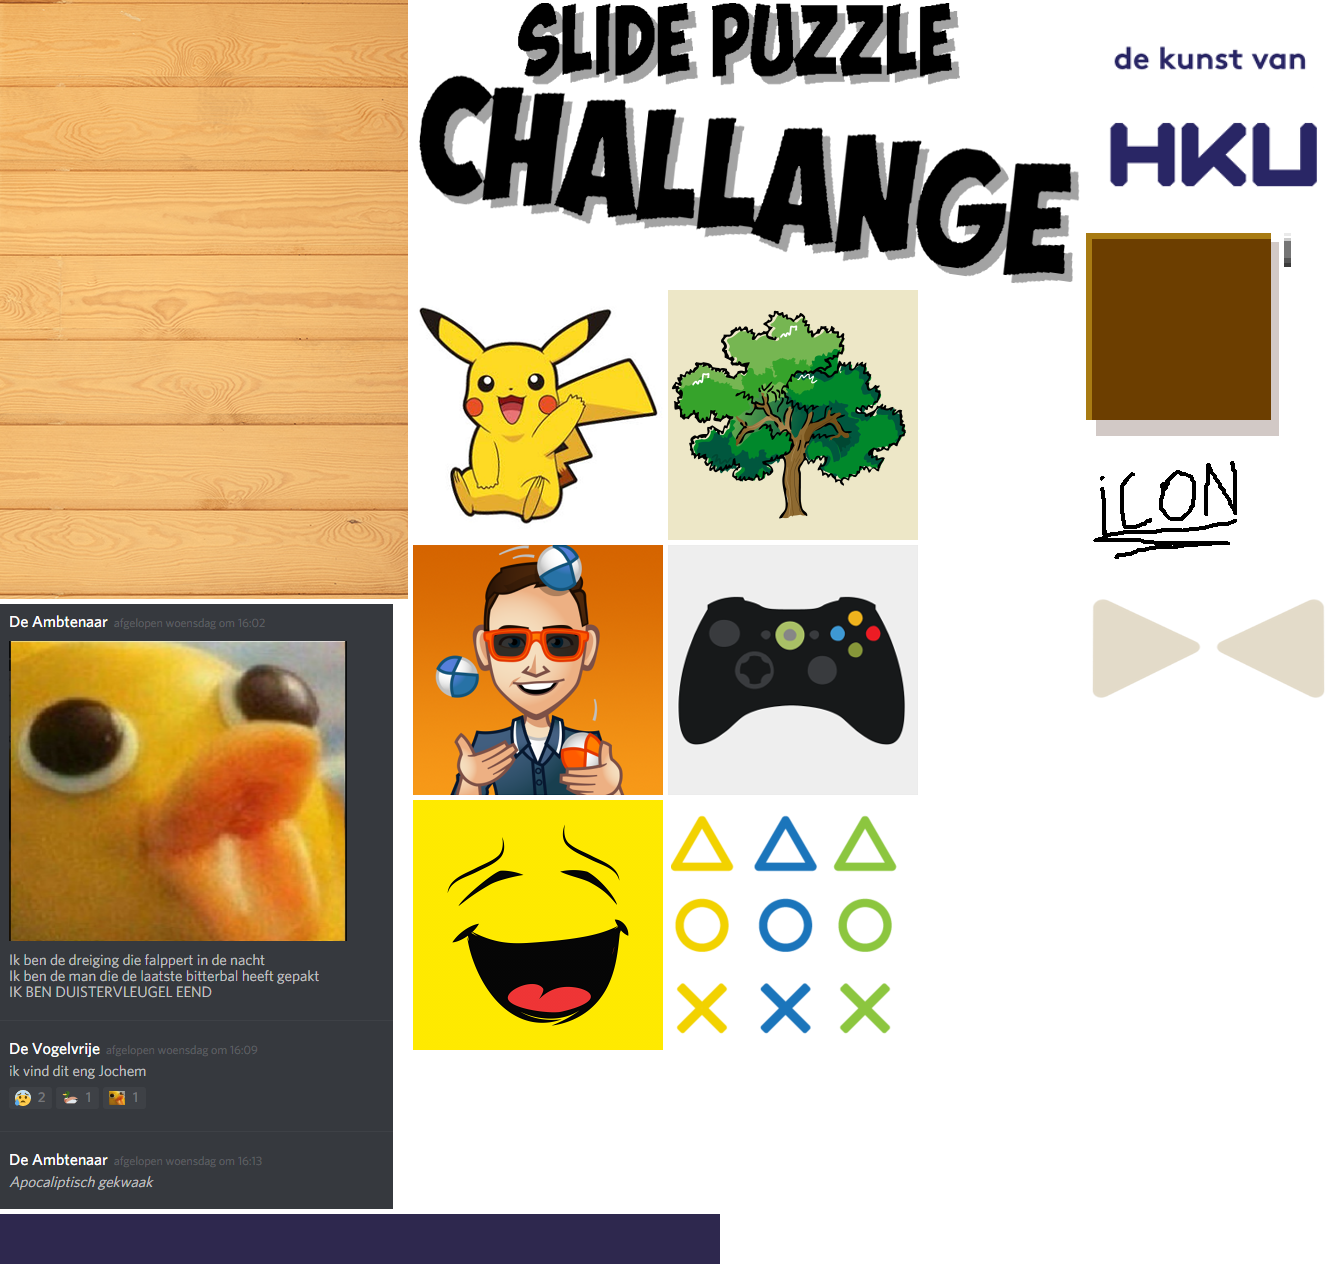 SLIDE PUZZLE
CHALLANGE
de kunst van
HKU
iCON
De Ambtenaar afgelopen woensdag om 16:02
Ik ben de dreiging die falppert in de nacht
Ik ben de man die de laatste bitterbal heeft gepakt
IK BEN DUISTERVLEUGEL EEND
De Vogelvrije afgelopen woensdag om 16:09
ik vind dit eng Jochem
2 1 1
De Ambtenaar afgelopen woensdag om 16:13
Apocaliptisch gekwaak